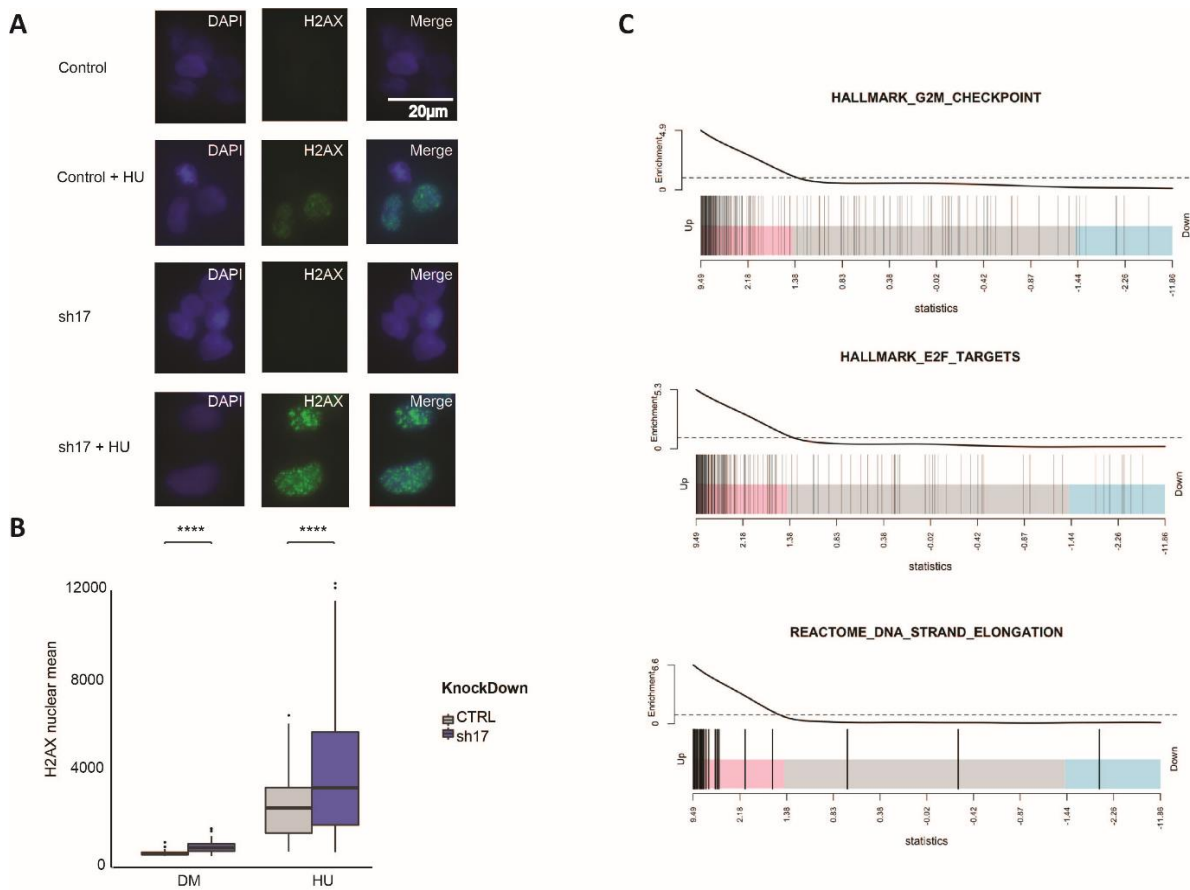 A
DAPI H2AX Merge
Control
20µm
DAPI H2AX Merge
Control + HU
DAPI H2AX Merge
sh17
DAPI H2AX Merge
sh17 + HU
B
**** ****
12000
8000
4000
0
H2AX nuclear mean
DM HU
KnockDown
CTRL
sh17
C
HALLMARK_G2M_CHECKPOINT
Enrichment
4.9
0
Up
Down
9.49 2.18 1.38 0.83 0.38 -0.02 -0.42 -0.87 -1.44 -2.26 -11.86
statistics
HALLMARK_E2F_TARGETS
Enrichment
5.3
0
Up
Down
9.49 2.18 1.38 0.83 0.38 -0.02 -0.42 -0.87 -1.44 -2.26 -11.86
statistics
REACTOME_DNA_STRAND_ELONGATION
Enrichment
6.6
0
Up
Down
9.49 2.18 1.38 0.83 0.38 -0.02 -0.42 -0.87 -1.44 -2.26 -11.86
statistics